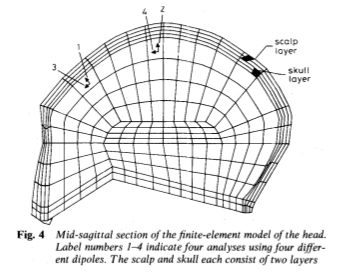 4 2
1
3
scalp
layer
skull
layer
Fig. 4 Mid-sagittal section of the finite-element model of the head.
Label numbers 1–4 indicate four analyses using four differ-
ent dipoles. The scalp and skull each consist of two layers